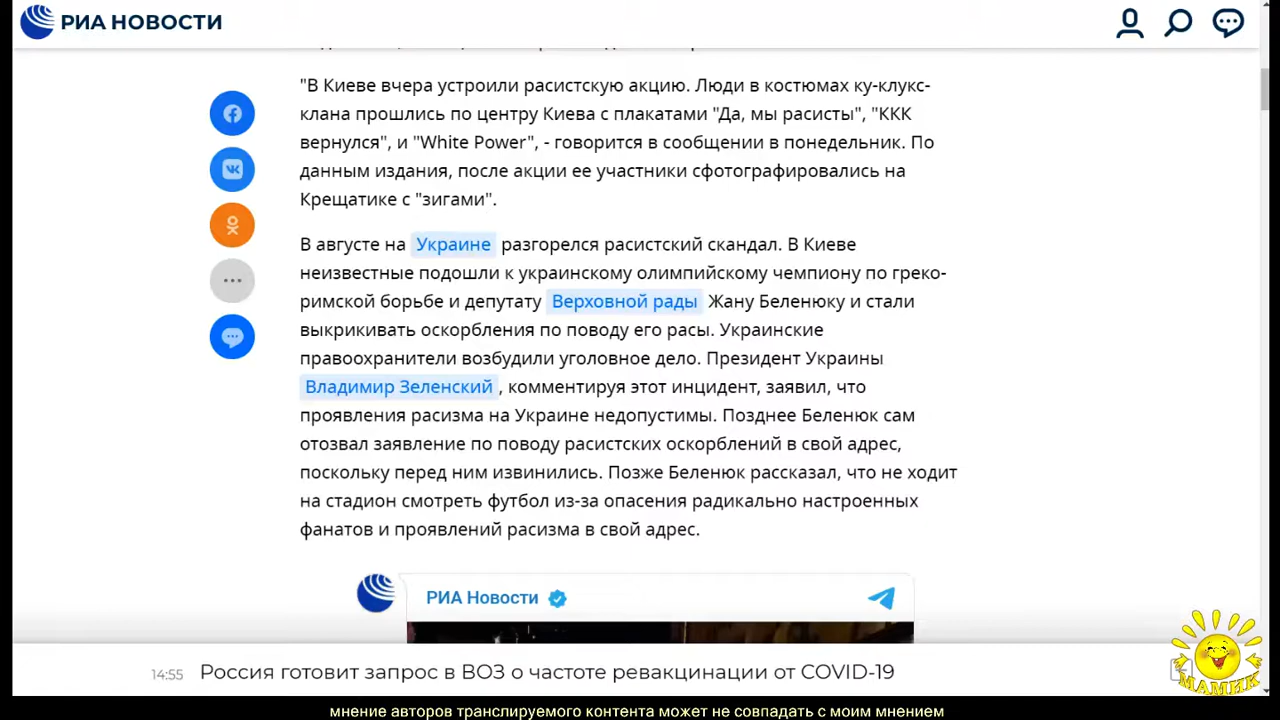 РИА НОВОСТИ
"В Киеве вчера устроили расистскую акцию. Люди в костюмах ку-клукс-
клана прошлись по центру Киева с плакатами "Да, мы расисты", "ККК
вернулся", и "White Power", - говорится в сообщении в понедельник. По
данным издания, после акции ее участники сфотографировались на
Крещатике с "зигами".
В августе на Украине разгорелся расистский скандал. В Киеве
неизвестные подошли к украинскому олимпийскому чемпиону по греко-
римской борьбе и депутату Верховной рады Жану Беленюку и стали
выкрикивать оскорбления по поводу его расы. Украинские
правоохранители возбудили уголовное дело. Президент Украины
Владимир Зеленский, комментируя этот инцидент, заявил, что
проявления расизма на Украине недопустимы. Позднее Беленюк сам
отозвал заявление по поводу расистских оскорблений в свой адрес,
поскольку перед ним извинились. Позже Беленюк рассказал, что не ходит
на стадион смотреть футбол из-за опасения радикально настроенных
фанатов и проявлений расизма в свой адрес.
РИА Новости
14:55 Россия готовит запрос в ВОЗ о частоте ревакцинации от COVID-19
МАМИК
мнение авторов транслируемого контента может не совпадать с моим мнением